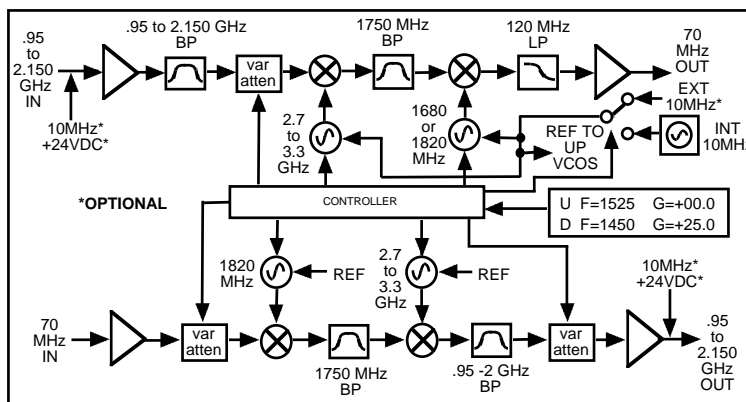 .95
to
2.150
GHz
IN
.95 to 2.150 GHz
BP
var
atten
1750 MHz
BP
120 MHz
LP
70
MHz
OUT
10MHz*
+24VDC*
2.7
to
3.3
GHz
1680
or
1820
MHz
REF TO
UP
VCOS
EXT
10MHz*
INT
10MHz
*OPTIONAL
CONTROLLER
U F=1525 G=+00.0
D F=1450 G=+25.0
1820
MHz
REF
2.7
to
3.3
GHz
REF
10MHz*
+24VDC*
70
MHz
IN
var
atten
1750 MHz
BP
.95 -2 GHz
BP
var
atten
.95
to
2.150
GHz
OUT